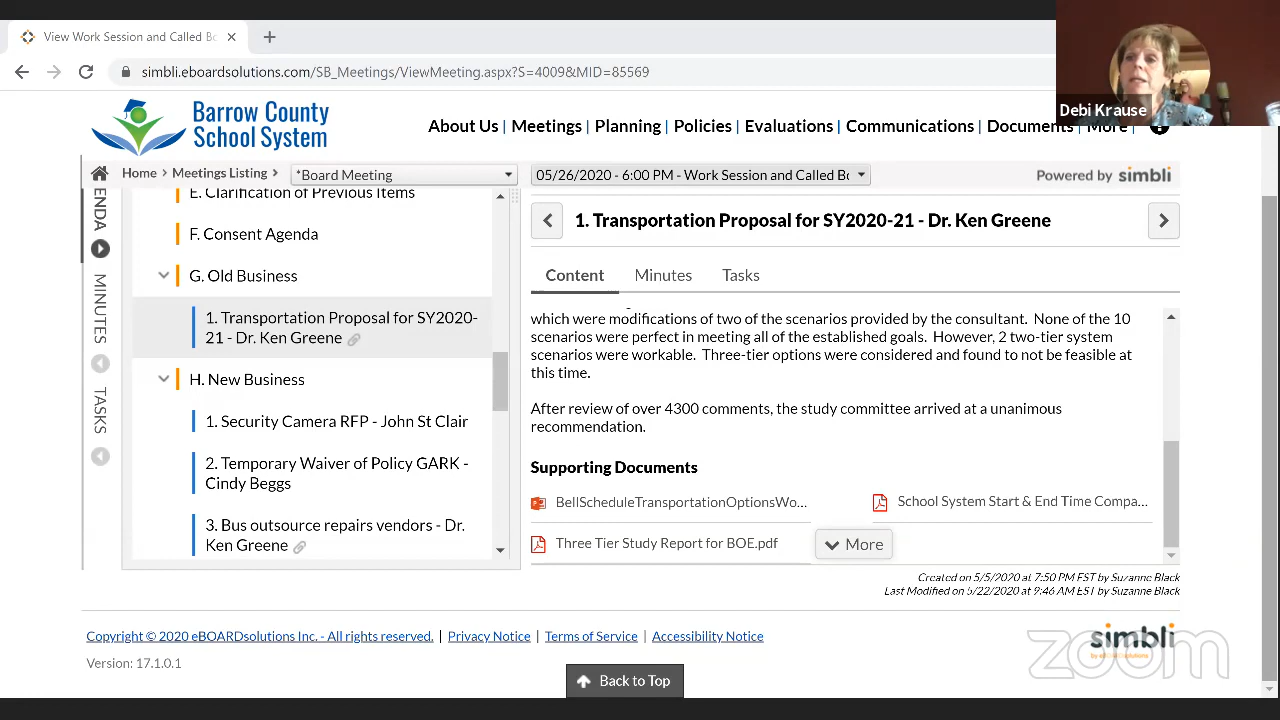 View Work Session and Called Bo
simbli.eboardsolutions.com/SB_Meetings/ViewMeeting.aspx?S=4009&MID=85569
Debi Krause
Barrow County
School System
About Us | Meetings | Planning | Policies | Evaluations | Communications | Documents | More
Home > Meetings Listing >
*Board Meeting
05/26/2020 - 6:00 PM - Work Session and Called Bo
Powered by simbli
ENDA
MINUTES
TASKS
E. Clarification of Previous Items
F. Consent Agenda
G. Old Business
1. Transportation Proposal for SY2020-
21 - Dr. Ken Greene
H. New Business
1. Security Camera RFP - John St Clair
2. Temporary Waiver of Policy GARK -
Cindy Beggs
3. Bus outsource repairs vendors - Dr.
Ken Greene
1. Transportation Proposal for SY2020-21 - Dr. Ken Greene
Content
Minutes
Tasks
which were modifications of two of the scenarios provided by the consultant. None of the 10
scenarios were perfect in meeting all of the established goals. However, 2 two-tier system
scenarios were workable. Three-tier options were considered and found to not be feasible at
this time.
After review of over 4300 comments, the study committee arrived at a unanimous
recommendation.
Supporting Documents
BellScheduleTransportationOptionsWo...
School System Start & End Time Compa...
Three Tier Study Report for BOE.pdf
More
Created on 5/5/2020 at 7:50 PM EST by Suzanne Black
Last Modified on 5/22/2020 at 9:46 AM EST by Suzanne Black
Copyright © 2020 eBOARDsolutions Inc. - All rights reserved. | Privacy Notice | Terms of Service | Accessibility Notice
Version: 17.1.0.1
simbli
zoom
Back to Top